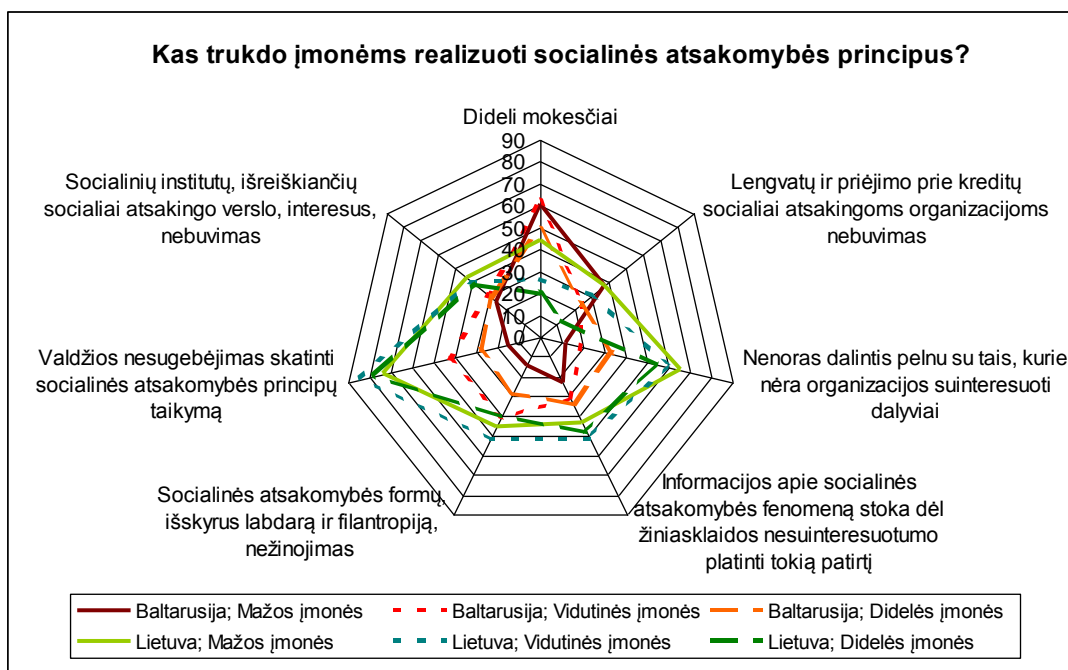 Kas trukdo įmonėms realizuoti socialinės atsakomybės principus?
Dideli mokesčiai
90
80
70
60
50
40
30
20
10
0
Lengvatų ir priėjimo prie kreditų
socialiai atsakingoms organizacijoms
nebuvimas
Nenoras dalintis pelnu su tais, kurie
nėra organizacijos suinteresuoti
dalyviai
Informacijos apie socialinės
atsakomybės fenomeną stoka dėl
žiniasklaidos nesuinteresuotumo
platinti tokią patirtį
Socialinės atsakomybės formų,
išskyrus labdarą ir filantropiją,
nežinojimas
Valdžios nesugebėjimas skatinti
socialinės atsakomybės principų
taikymą
Socialinių institutų, išreiškiančių
socialiai atsakingo verslo, interesus,
nebuvimas
Baltarusija; Mažos įmonės
Baltarusija; Vidutinės įmonės
Baltarusija; Didelės įmonės
Lietuva; Mažos įmonės
Lietuva; Vidutinės įmonės
Lietuva; Didelės įmonės